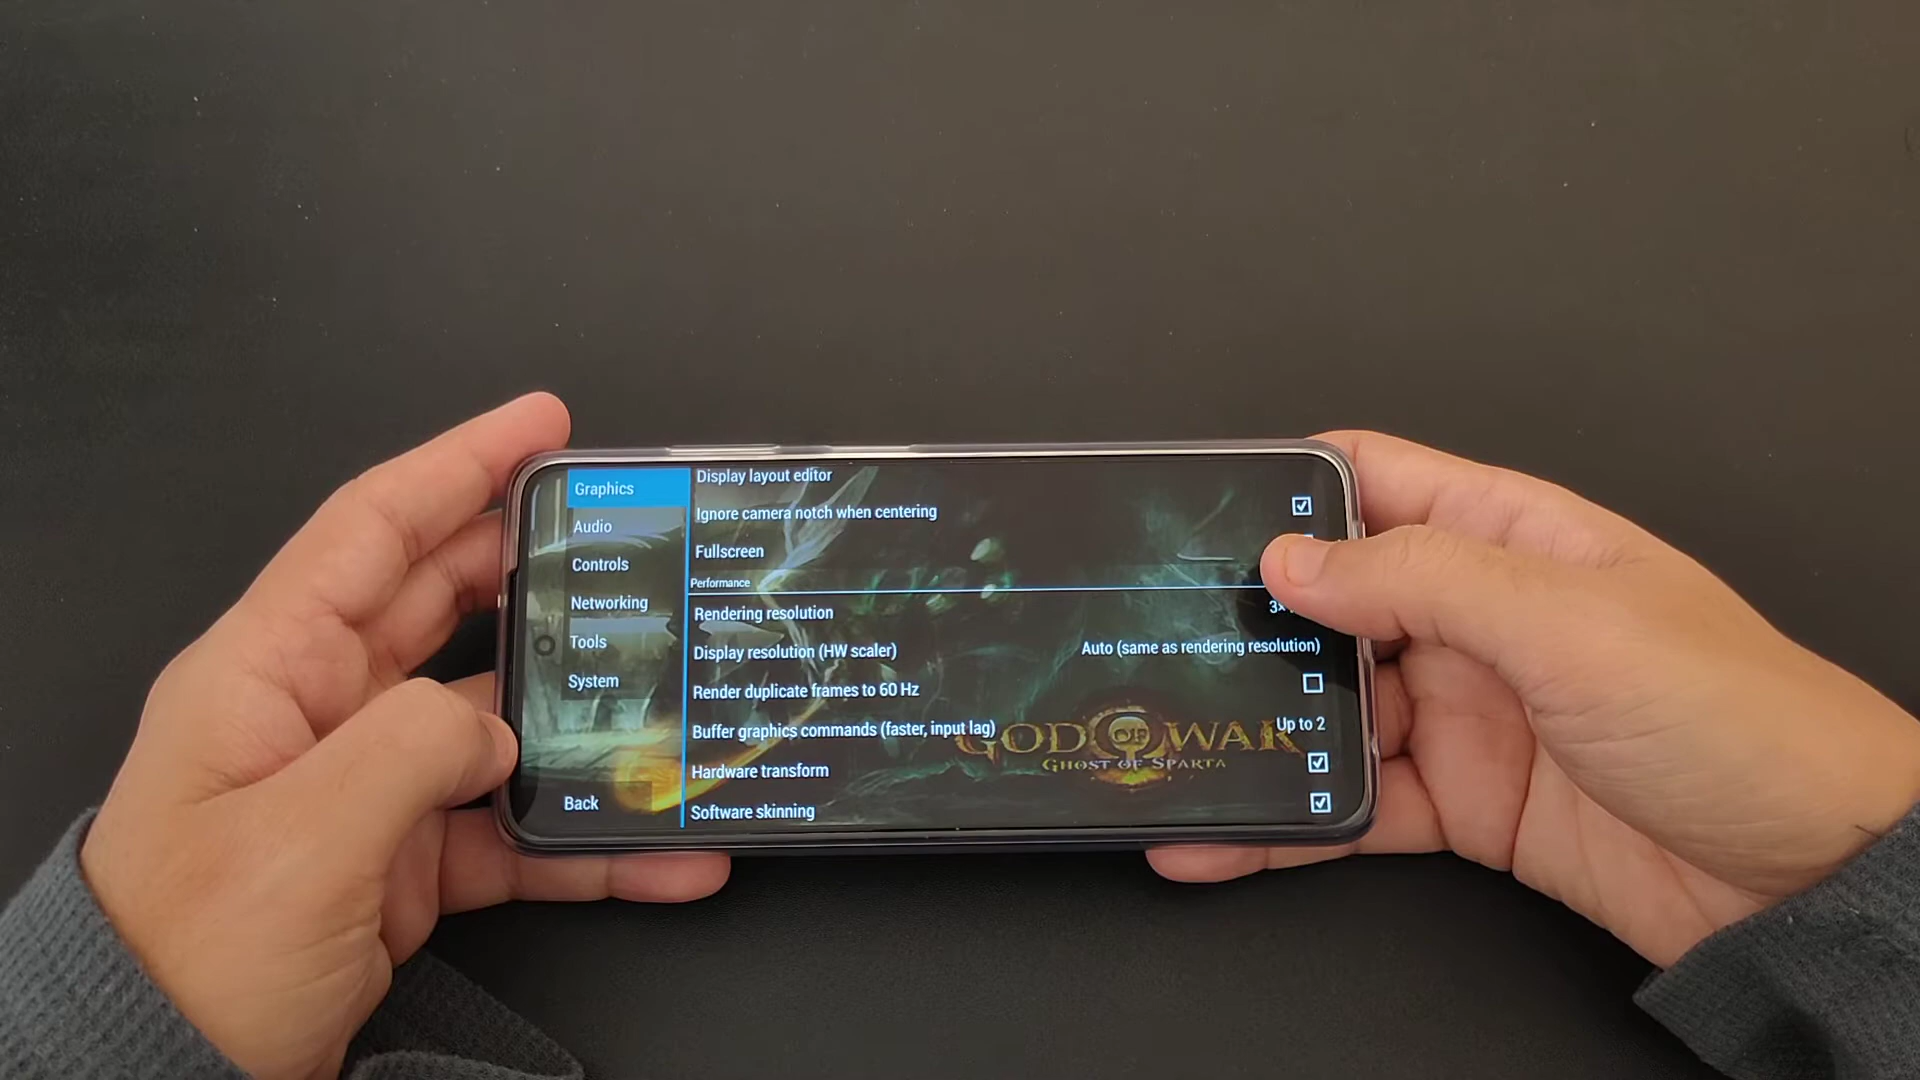 Graphics
Audio
Controls
Networking
Tools
System
Back
Display layout editor
Ignore camera notch when centering
Fullscreen
Performance
Rendering resolution
Display resolution (HW scaler) Auto (same as rendering resolution)
Render duplicate frames to 60 Hz
Buffer graphics commands (faster, input lag) Up to 2
Hardware transform
Software skinning
GOD OF WAR
GHOST OF SPARTA